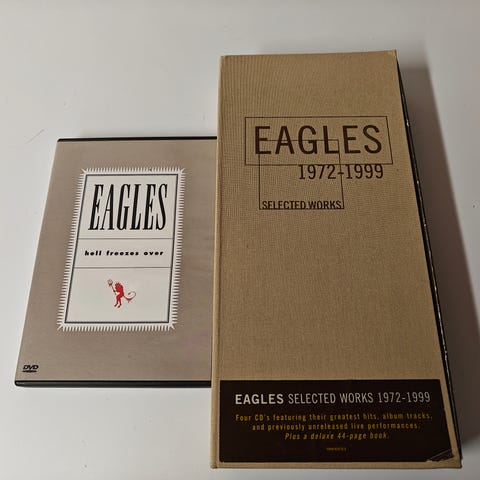 EAGLES
hell freezes over
DVD
EAGLES
1972-1999
SELECTED WORKS
EAGLES SELECTED WORKS 1972-1999
Four CD's featuring their greatest hits, album tracks,
and previously unreleased live performances.
Plus a deluxe 44-page book.